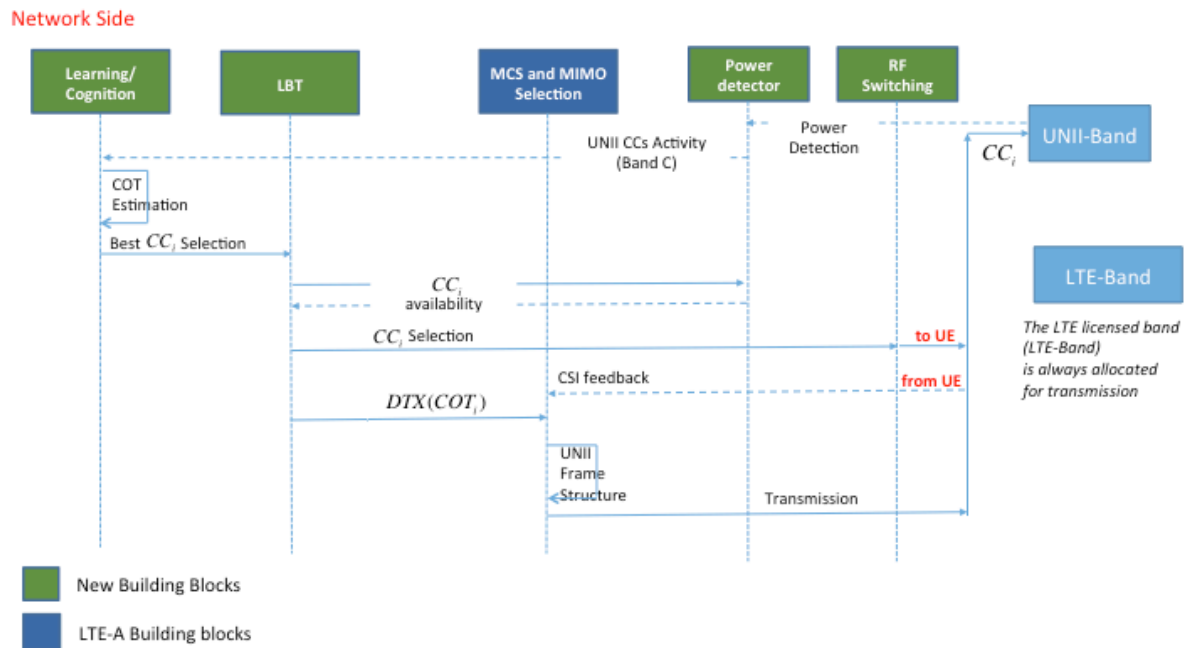 Network Side
Learning/
Cognition
LBT
MCS and MIMO
Selection
Power
detector
RF
Switching
UNII-Band
Power
Detection
UNII CCs Activity
(Band C)
CCᵢ
COT
Estimation
Best CCᵢ Selection
LTE-Band
CCᵢ
availability
The LTE licensed band
(LTE-Band)
is always allocated
for transmission
CCᵢ Selection
to UE
CSI feedback
from UE
DTX(COTᵢ)
UNII
Frame
Structure
Transmission
New Building Blocks
LTE-A Building blocks